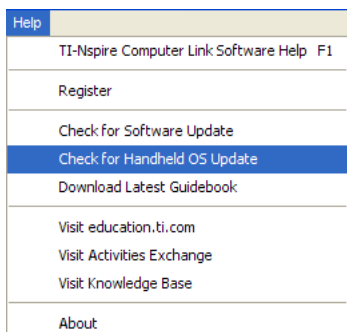 Help
TI-Nspire Computer Link Software Help F1
Register
Check for Software Update
Check for Handheld OS Update
Download Latest Guidebook
Visit education.ti.com
Visit Activities Exchange
Visit Knowledge Base
About